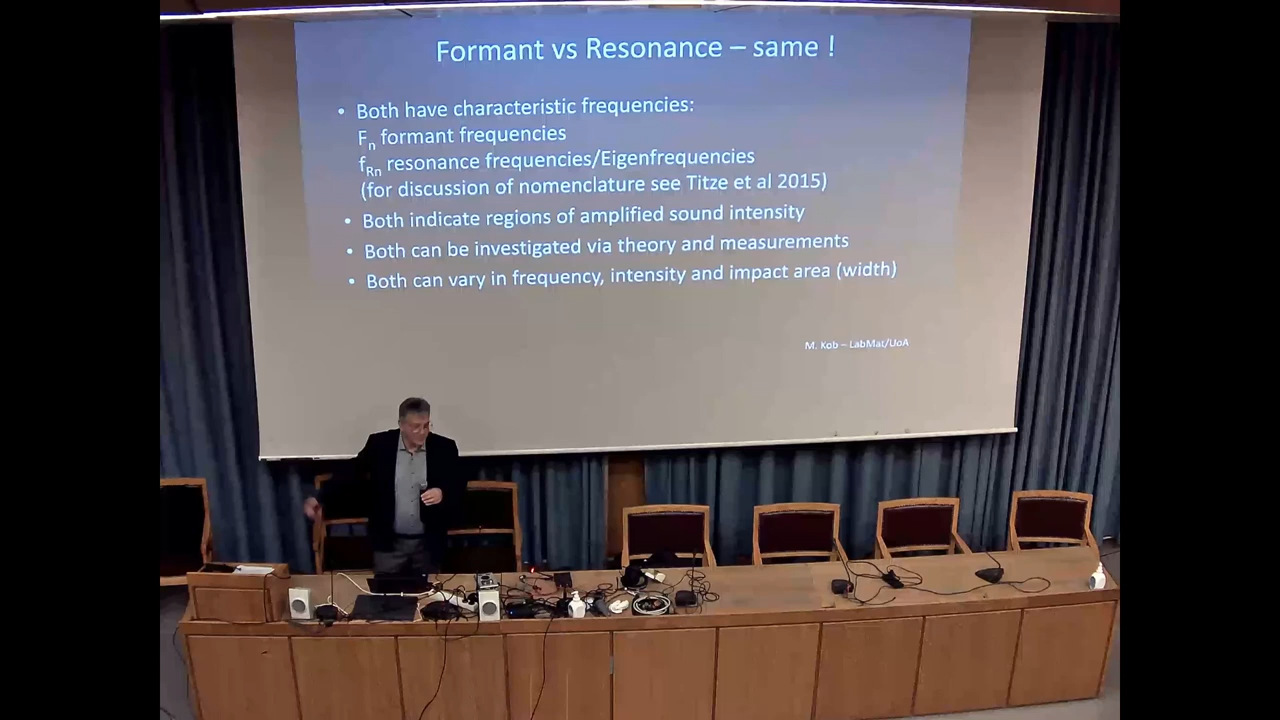 Formant vs Resonance – same !
• Both have characteristic frequencies:
Fn formant frequencies
fRn resonance frequencies/Eigenfrequencies
(for discussion of nomenclature see Titze et al 2015)
• Both indicate regions of amplified sound intensity
• Both can be investigated via theory and measurements
• Both can vary in frequency, intensity and impact area (width)
M. Kob – LabMat/UoA